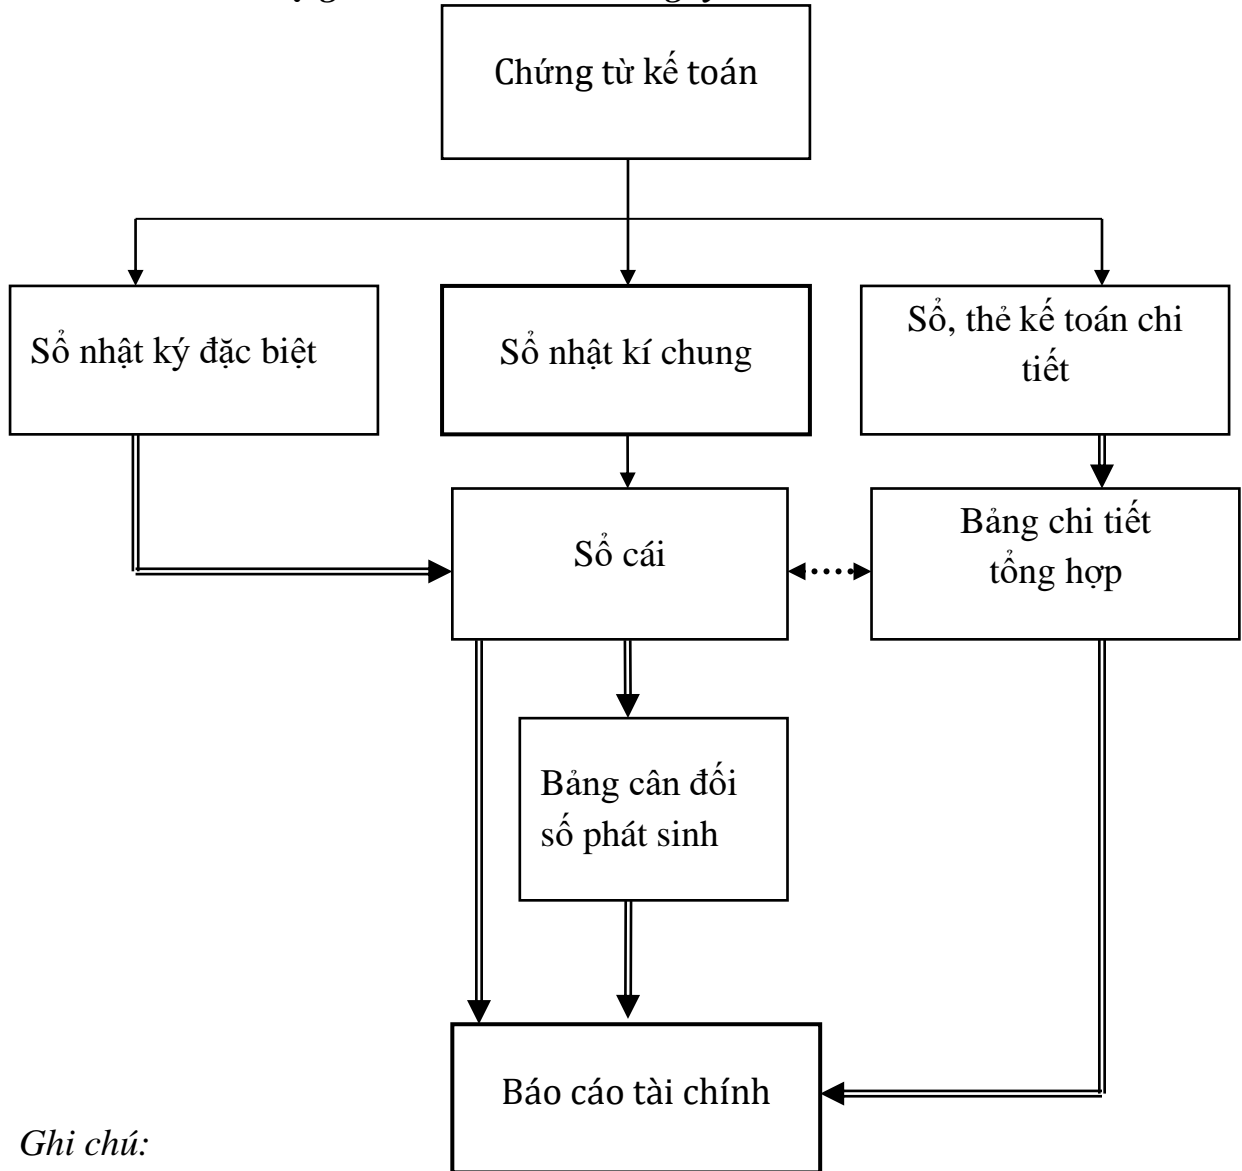 Chứng từ kế toán
Sổ nhật ký đặc biệt
Sổ nhật kí chung
Sổ, thẻ kế toán chi
tiết
Sổ cái
Bảng chi tiết
tổng hợp
Bảng cân đối
số phát sinh
Báo cáo tài chính
Ghi chú: